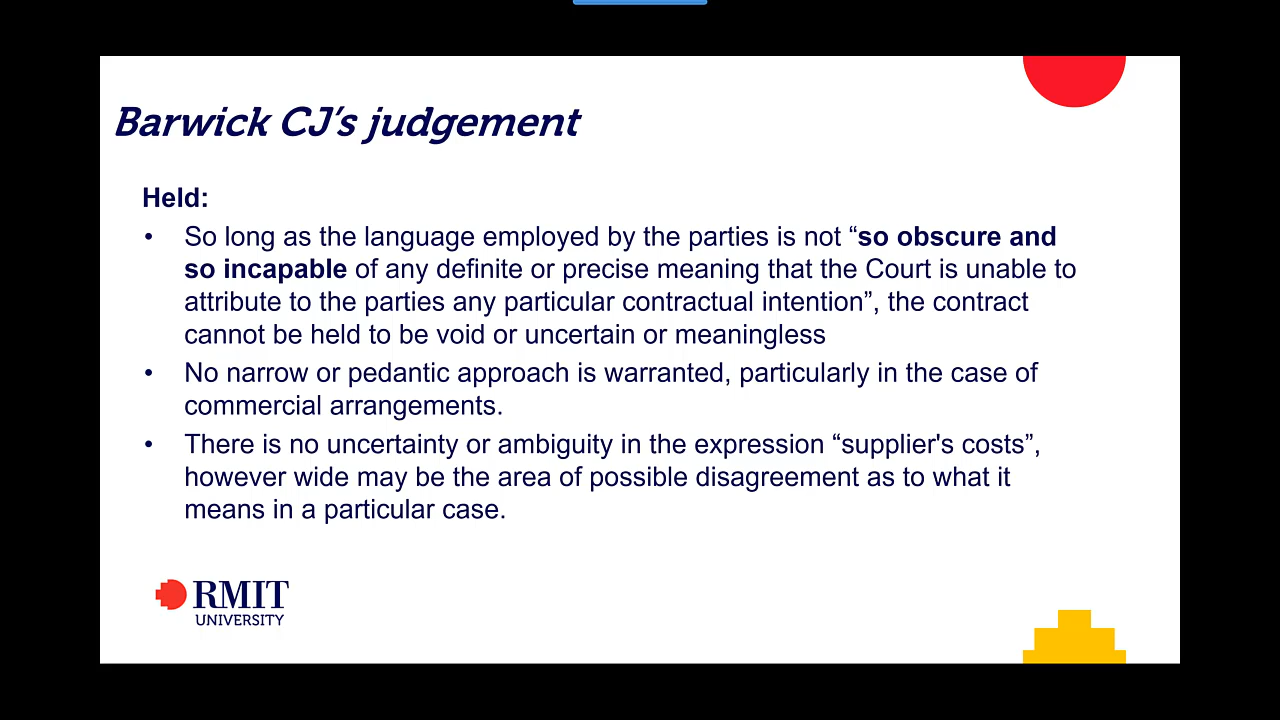 Barwick CJ's judgement
Held:
• So long as the language employed by the parties is not “so obscure and
so incapable of any definite or precise meaning that the Court is unable to
attribute to the parties any particular contractual intention”, the contract
cannot be held to be void or uncertain or meaningless
• No narrow or pedantic approach is warranted, particularly in the case of
commercial arrangements.
• There is no uncertainty or ambiguity in the expression “supplier's costs”,
however wide may be the area of possible disagreement as to what it
means in a particular case.
RMIT
UNIVERSITY